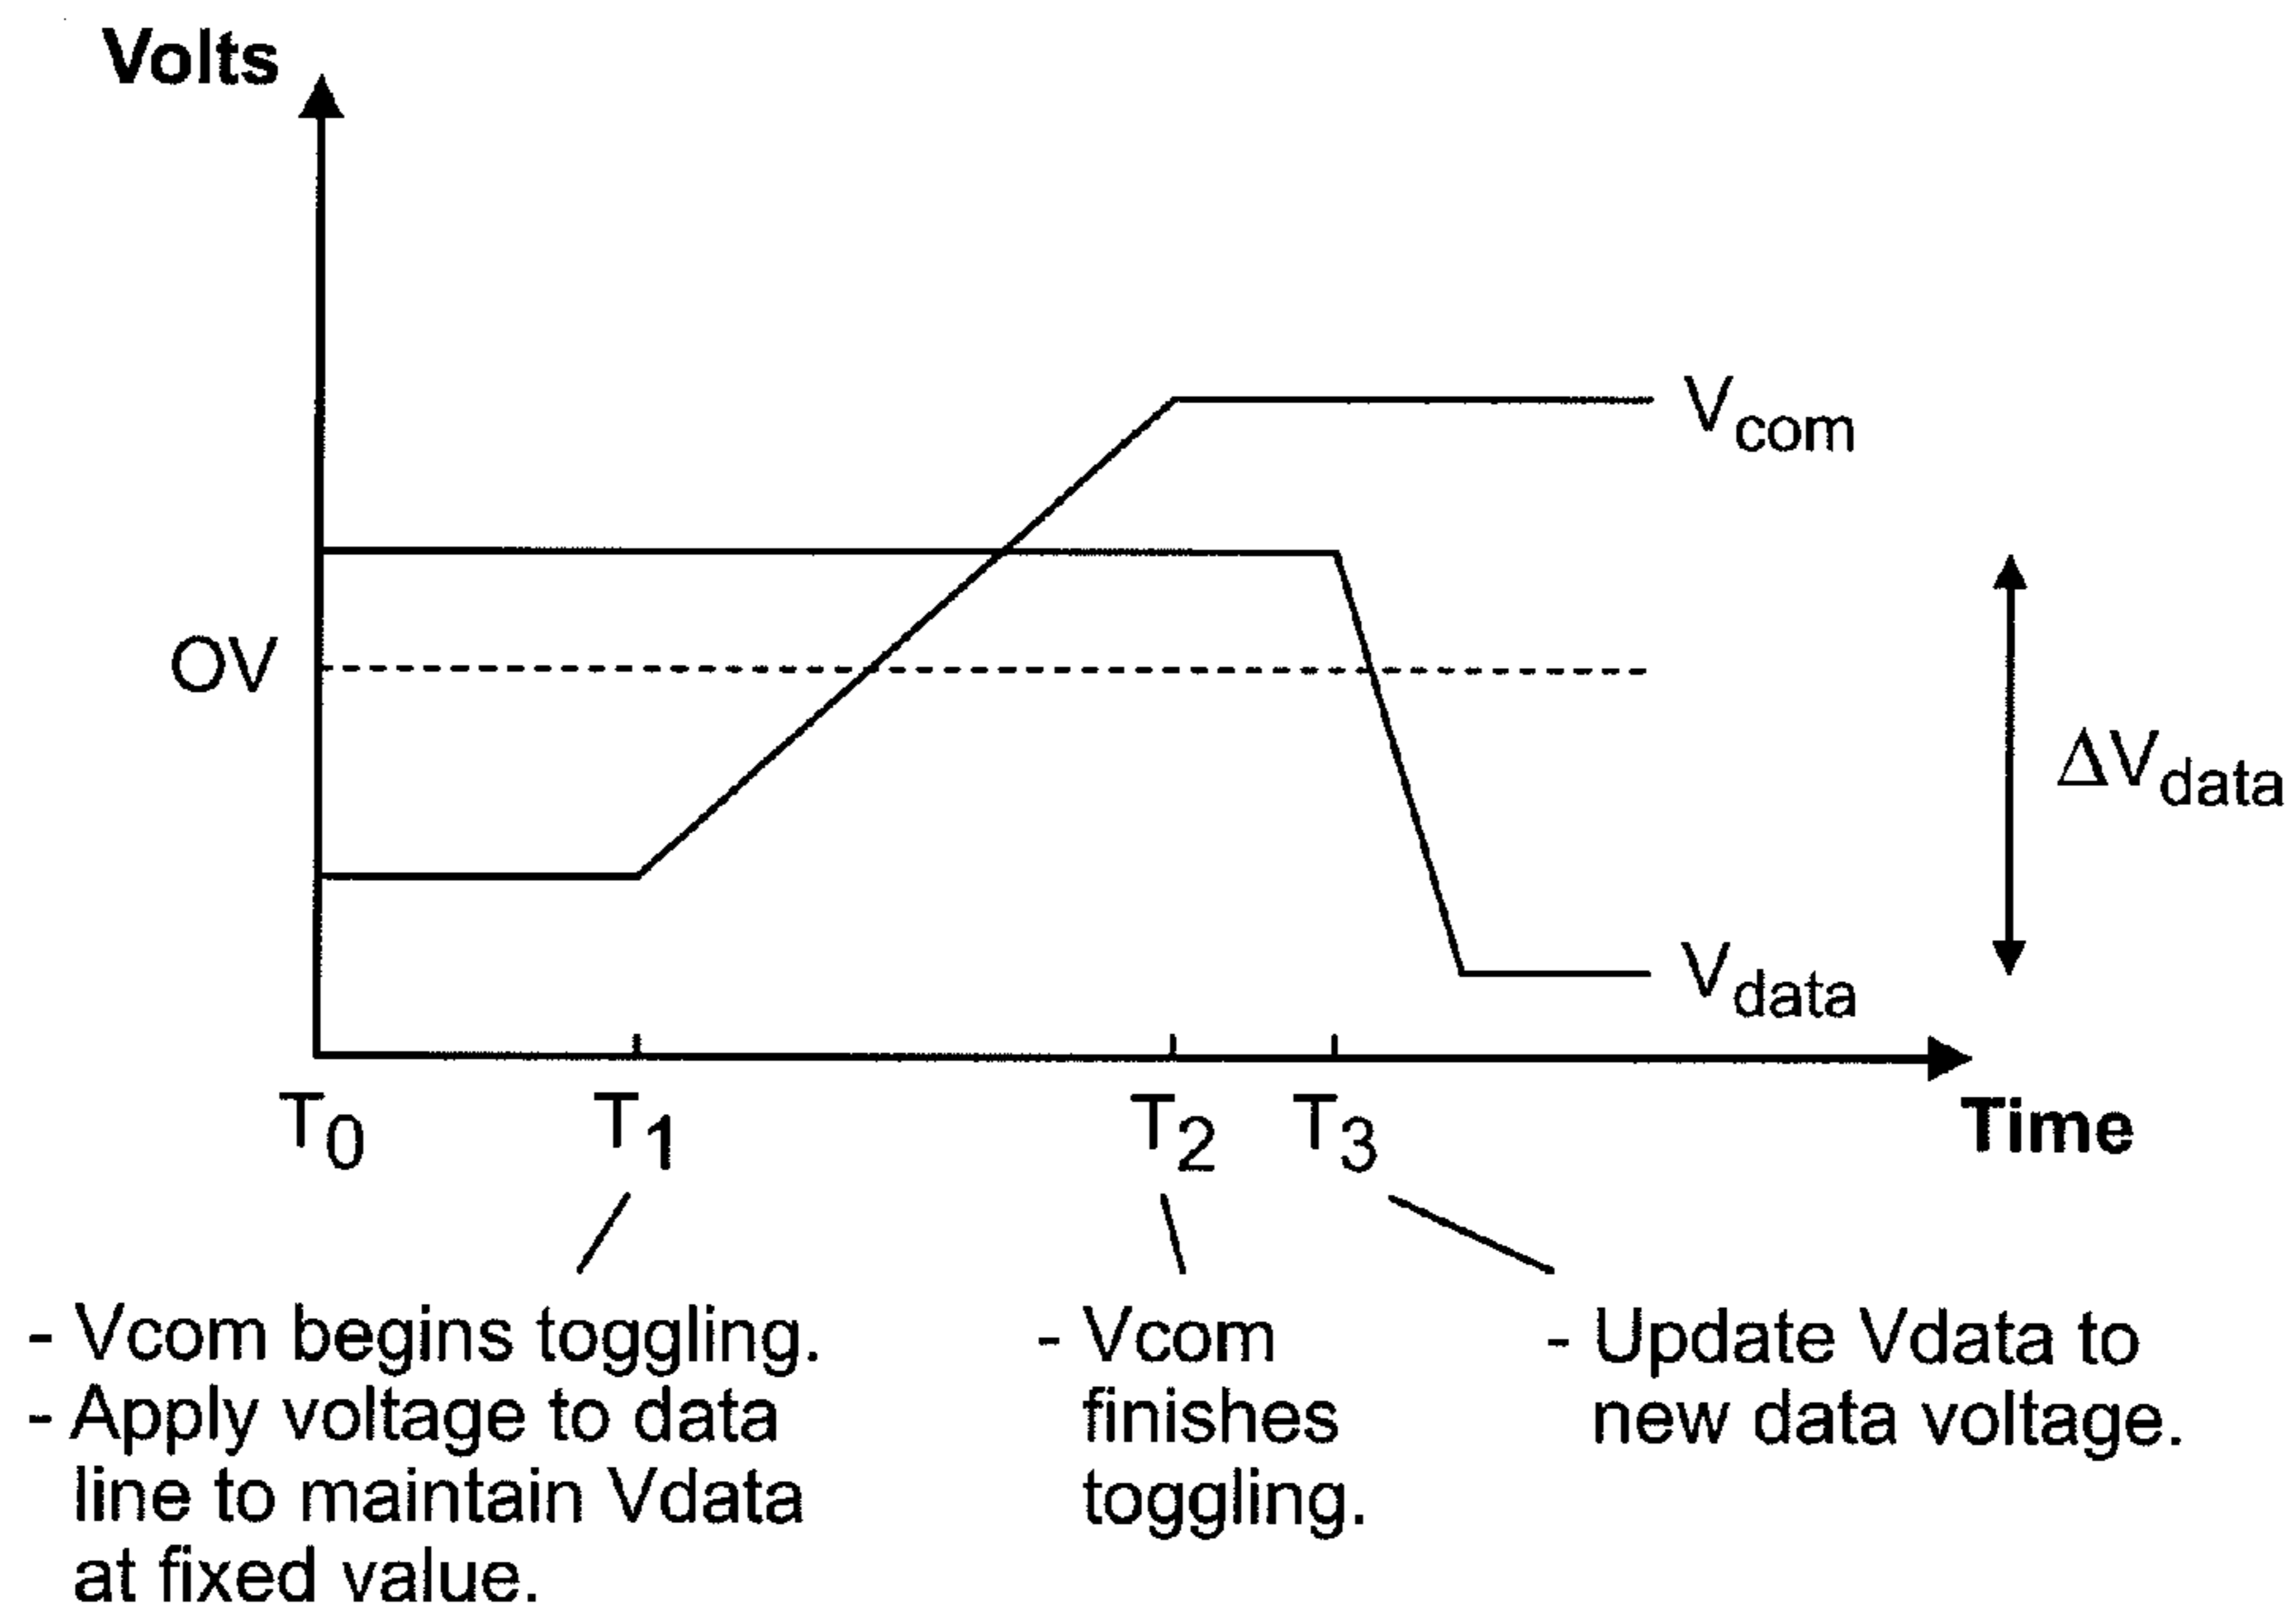 Volts
Vcom
OV
ΔVdata
Vdata
T0
T1
T2
T3
Time
- Vcom begins toggling.
- Apply voltage to data
line to maintain Vdata
at fixed value.
- Vcom
finishes
toggling.
- Update Vdata to
new data voltage.